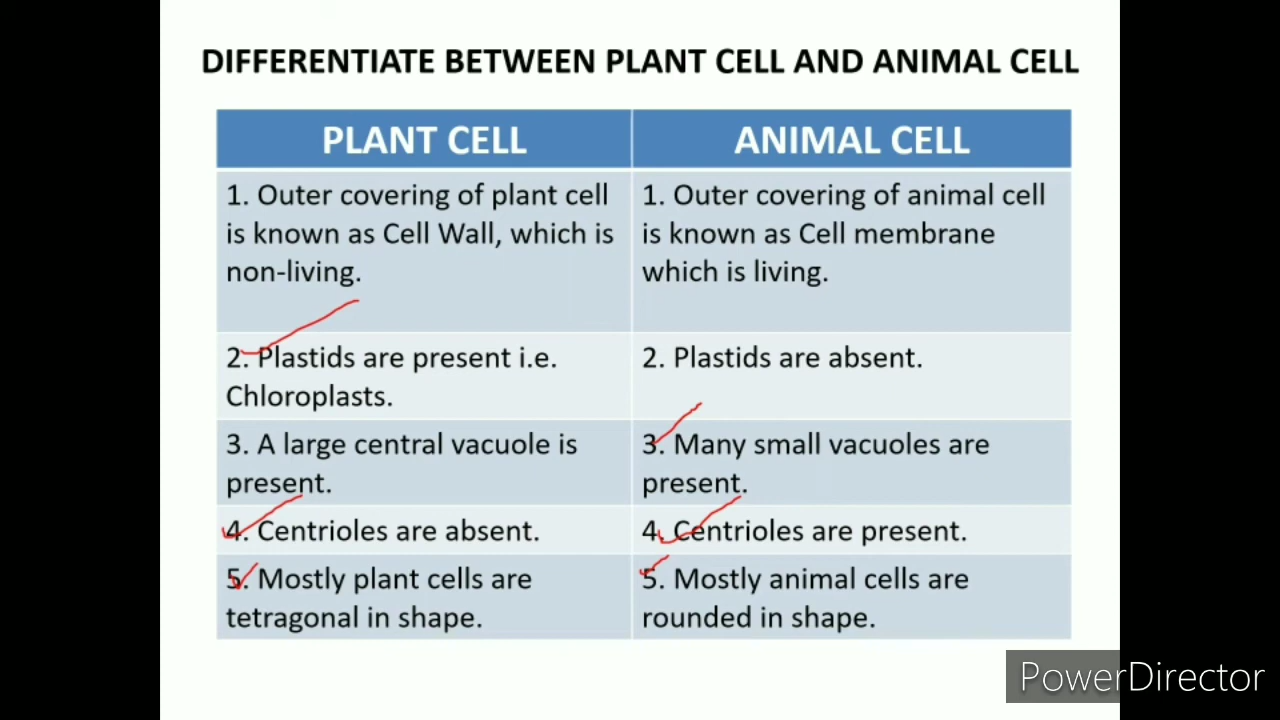 DIFFERENTIATE BETWEEN PLANT CELL AND ANIMAL CELL
PLANT CELL
ANIMAL CELL
1. Outer covering of plant cell
is known as Cell Wall, which is
non-living.
1. Outer covering of animal cell
is known as Cell membrane
which is living.
2. Plastids are present i.e.
Chloroplasts.
2. Plastids are absent.
3. A large central vacuole is
present.
3. Many small vacuoles are
present.
4. Centrioles are absent.
4. Centrioles are present.
5. Mostly plant cells are
tetragonal in shape.
5. Mostly animal cells are
rounded in shape.
PowerDirector